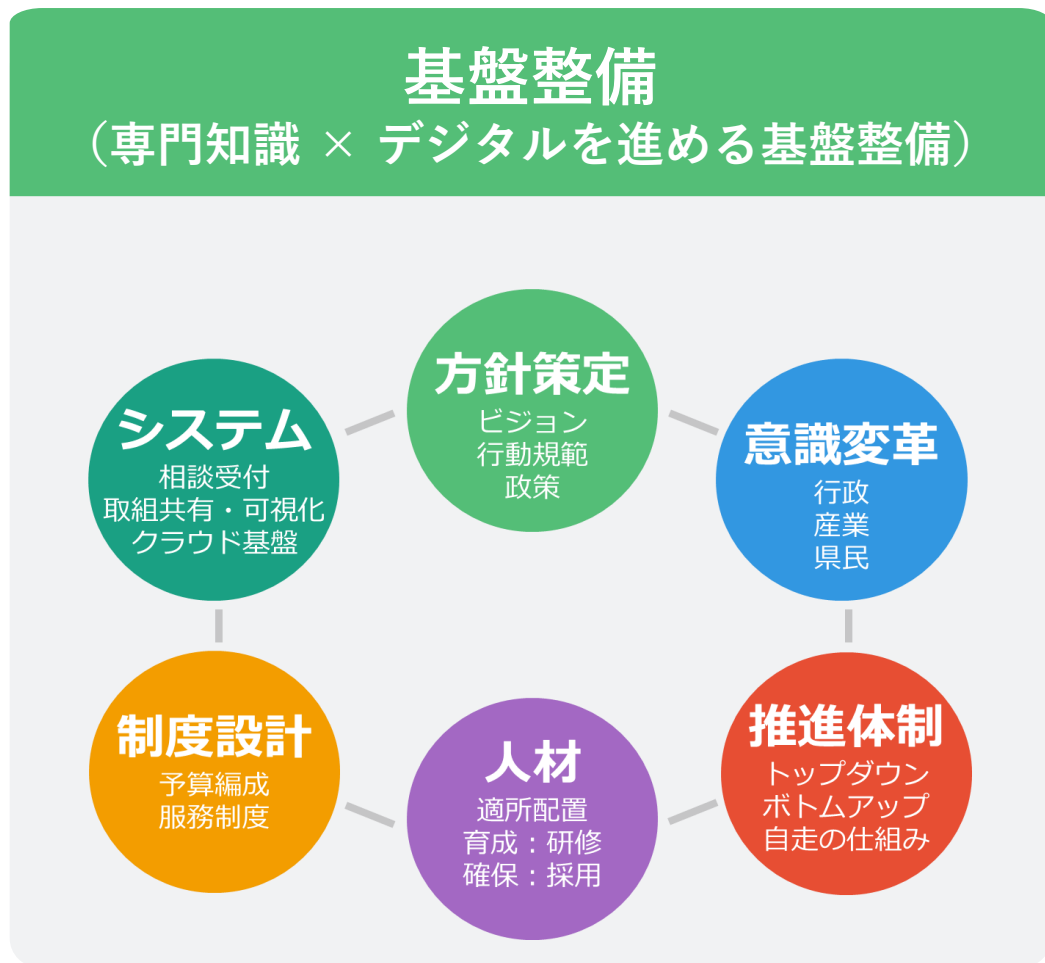 基盤整備
（専門知識 × デジタルを進める基盤整備）
方針策定
ビジョン
行動規範
政策
システム
相談受付
取組共有・可視化
クラウド基盤
意識変革
行政
産業
県民
制度設計
予算編成
服務制度
人材
適所配置
育成：研修
確保：採用
推進体制
トップダウン
ボトムアップ
自走の仕組み